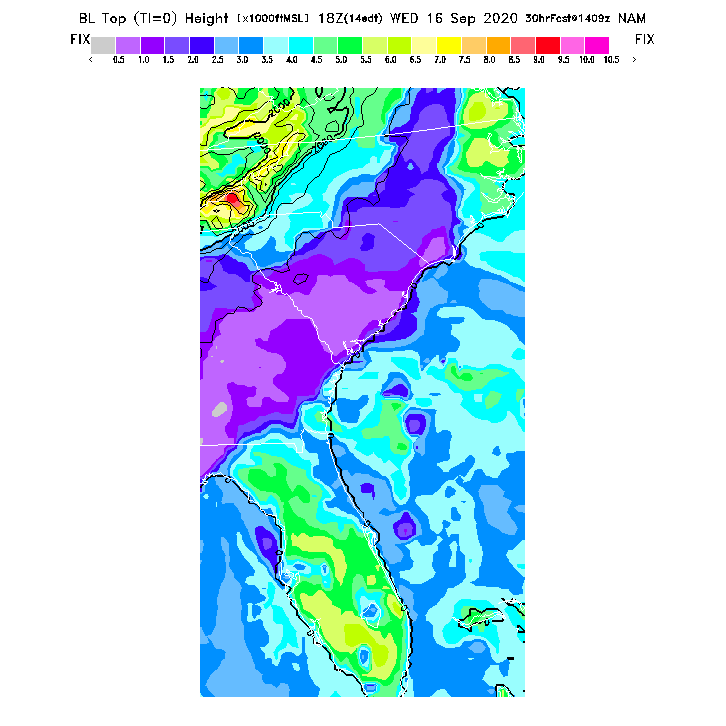 BL Top (TI=0) Height [x1000ftMSL] 18Z(14edt) WED 16 Sep 2020 30hrFcst@1409z NAM
FIX FIX
< 0.5 1.0 1.5 2.0 2.5 3.0 3.5 4.0 4.5 5.0 5.5 6.0 6.5 7.0 7.5 8.0 8.5 9.0 9.5 10.0 10.5 >
2000
2000
2000